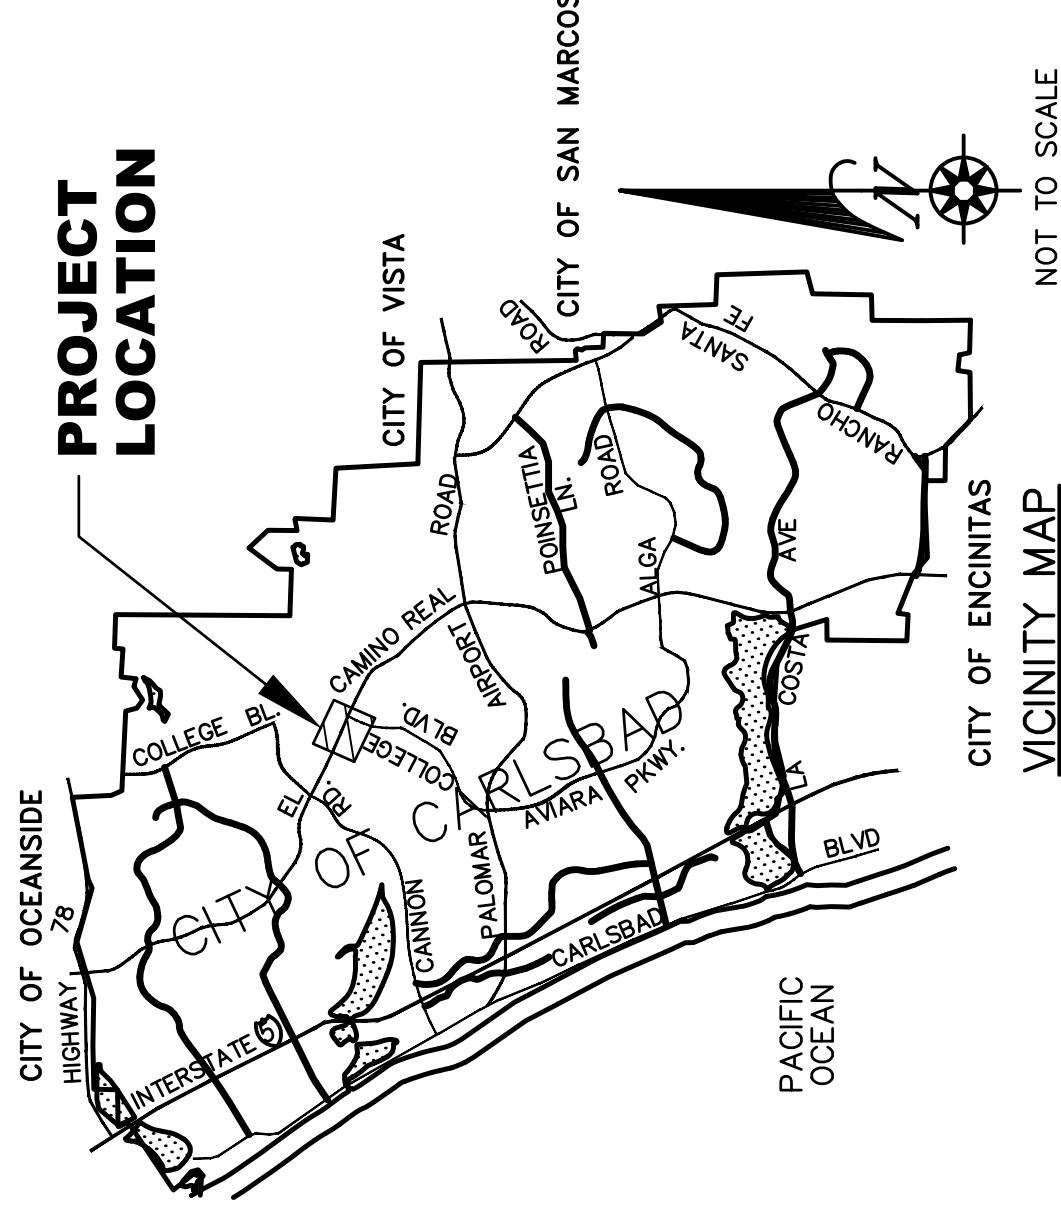 PROJECT
LOCATION
CITY OF OCEANSIDE
HIGHWAY 78
CITY OF VISTA
CITY OF SAN MARCOS
N
NOT TO SCALE
COLLEGE BL.
EL CAMINO REAL
COLLEGE BLVD.
CANNON RD.
PALOMAR AIRPORT ROAD
POINSETTIA LN.
ALGA ROAD
ROAD
RANCHO SANTA FE
LA COSTA AVE
AVIARA PKWY.
CITY OF CARLSBAD
INTERSTATE 5
CARLSBAD BLVD
PACIFIC
OCEAN
CITY OF ENCINITAS
VICINITY MAP